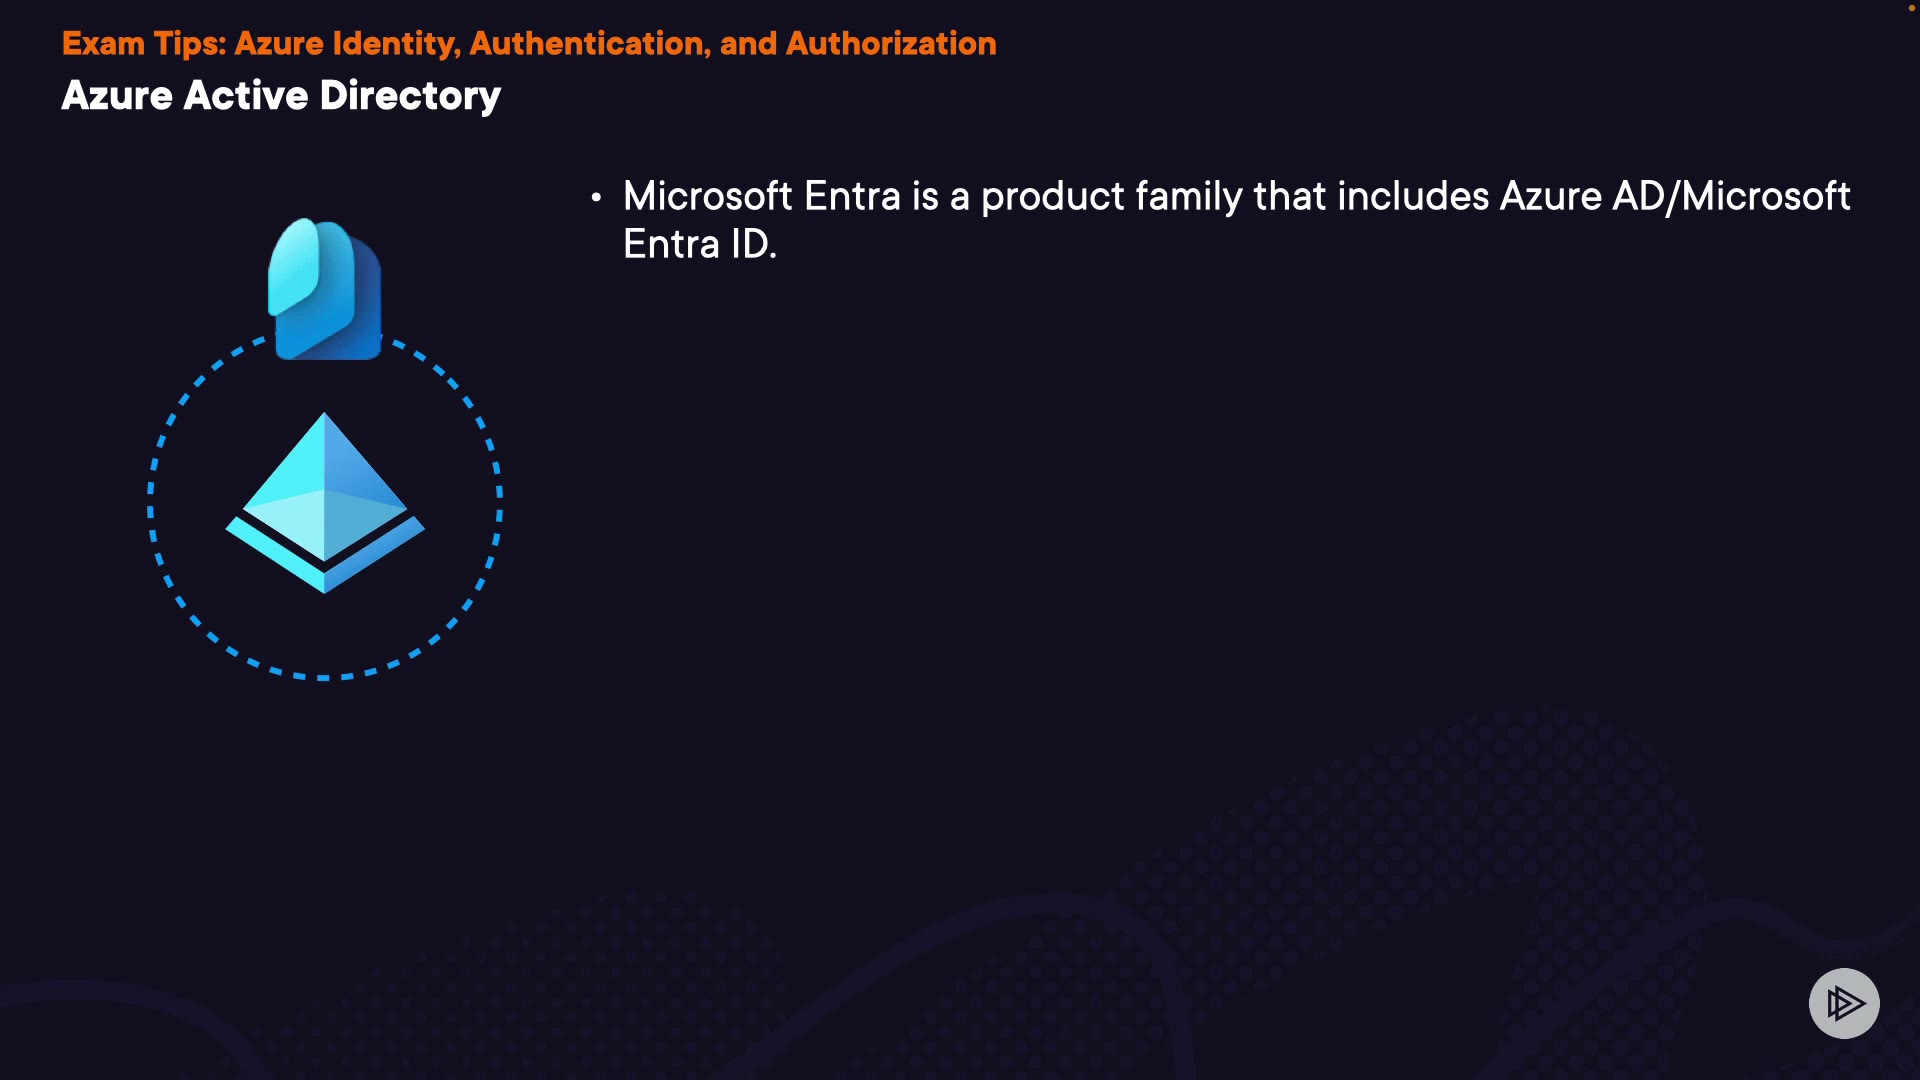 Exam Tips: Azure Identity, Authentication, and Authorization
Azure Active Directory
• Microsoft Entra is a product family that includes Azure AD/Microsoft
Entra ID.